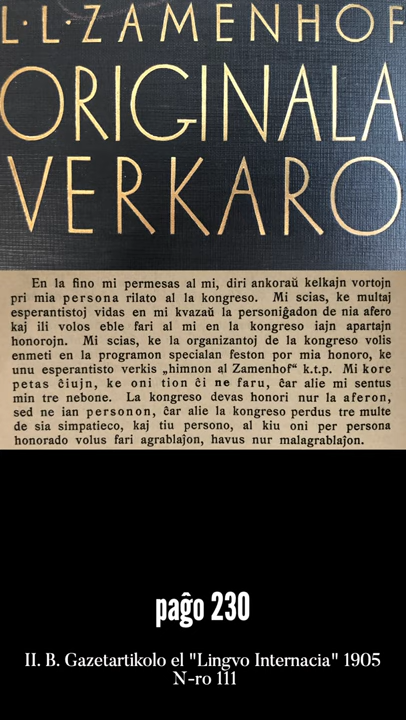 L·L·ZAMENHOF
ORIGINALA
VERKARO
En la fino mi permesas al mi, diri ankoraŭ kelkajn vortojn
pri mia persona rilato al la kongreso. Mi scias, ke multaj
esperantistoj vidas en mi kvazaŭ la personiĝadon de nia afero
kaj ili volos eble fari al mi en la kongreso iajn apartajn
honorojn. Mi scias, ke la organizantoj de la kongreso volis
enmeti en la programon specialan feston por mia honoro, ke
unu esperantisto verkis „himnon al Zamenhof“ k.t.p. Mi kore
petas ĉiujn, ke oni tion ĉi ne faru, ĉar alie mi sentus
min tre nebone. La kongreso devas honori nur la aferon,
sed ne ian personon, ĉar alie la kongreso perdus tre multe
de sia simpatieco, kaj tiu persono, al kiu oni per persona
honorado volus fari agrablaĵon, havus nur malagrablaĵon.
paĝo 230
II. B. Gazetartikolo el "Lingvo Internacia" 1905
N-ro 111